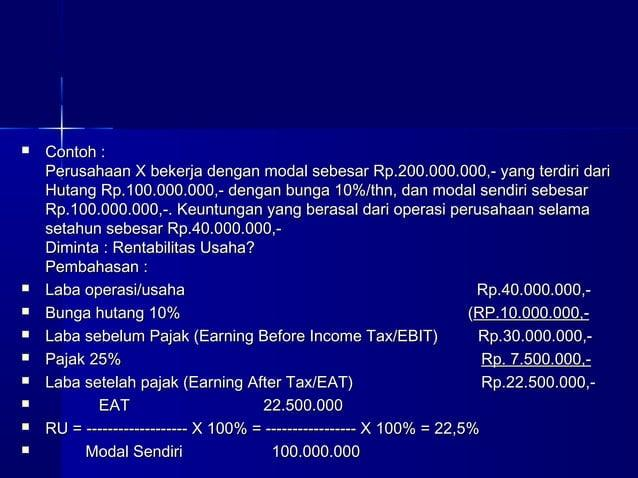 Contoh :
Perusahaan X bekerja dengan modal sebesar Rp.200.000.000,- yang terdiri dari
Hutang Rp.100.000.000,- dengan bunga 10%/thn, dan modal sendiri sebesar
Rp.100.000.000,-. Keuntungan yang berasal dari operasi perusahaan selama
setahun sebesar Rp.40.000.000,-
Diminta : Rentabilitas Usaha?
Pembahasan :
Laba operasi/usaha Rp.40.000.000,-
Bunga hutang 10% (RP.10.000.000,-
Laba sebelum Pajak (Earning Before Income Tax/EBIT) Rp.30.000.000,-
Pajak 25% Rp. 7.500.000,-
Laba setelah pajak (Earning After Tax/EAT) Rp.22.500.000,-
EAT 22.500.000
RU = ------------------- X 100% = ----------------- X 100% = 22,5%
Modal Sendiri 100.000.000